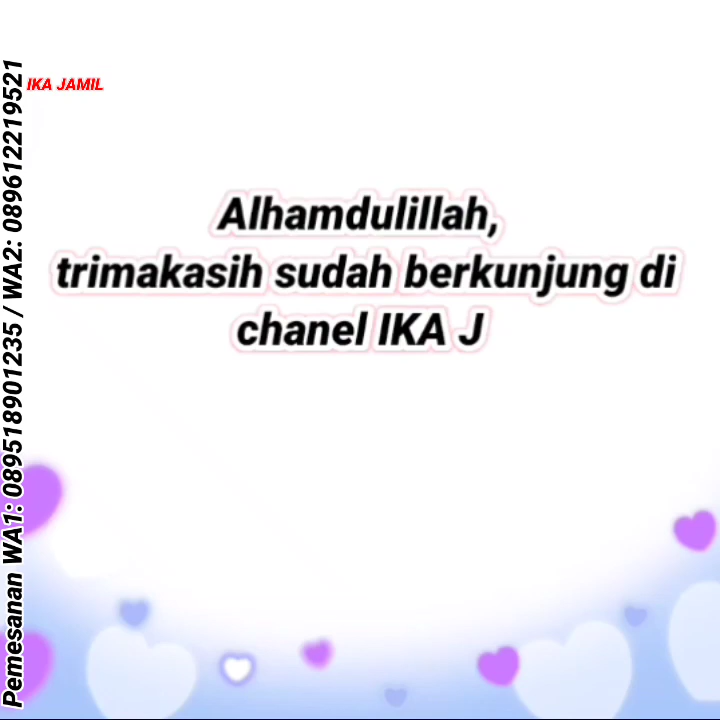 IKA JAMIL
Alhamdulillah,
trimakasih sudah berkunjung di
chanel IKA J
Pemesanan WA1: 089518901235 / WA2: 089612219521